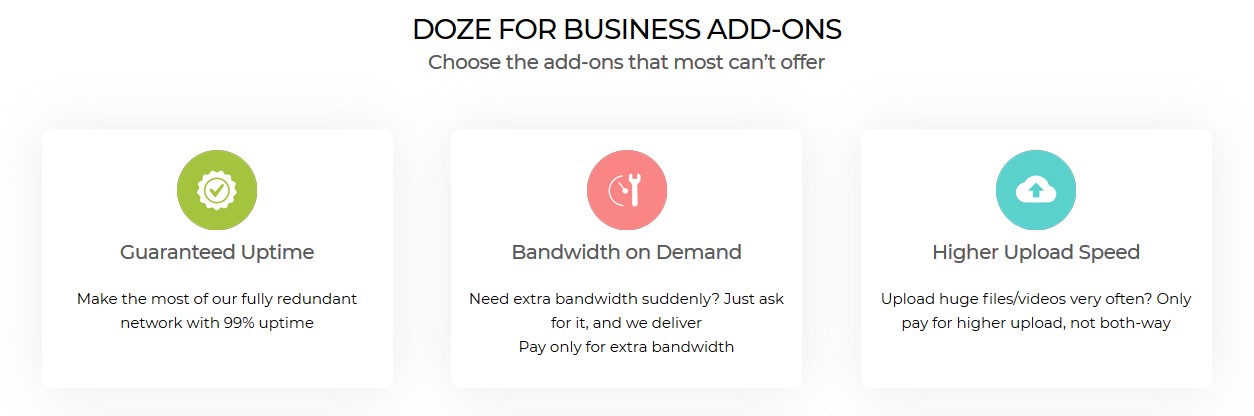 DOZE FOR BUSINESS ADD-ONS
Choose the add-ons that most can't offer
Guaranteed Uptime
Make the most of our fully redundant
network with 99% uptime
Bandwidth on Demand
Need extra bandwidth suddenly? Just ask
for it, and we deliver
Pay only for extra bandwidth
Higher Upload Speed
Upload huge files/videos very often? Only
pay for higher upload, not both-way